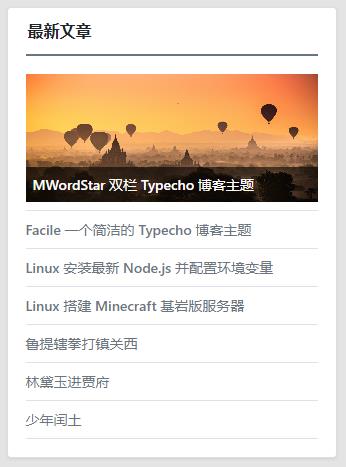 最新文章
MWordStar 双栏 Typecho 博客主题
Facile 一个简洁的 Typecho 博客主题
Linux 安装最新 Node.js 并配置环境变量
Linux 搭建 Minecraft 基岩版服务器
鲁提辖拳打镇关西
林黛玉进贾府
少年闰土